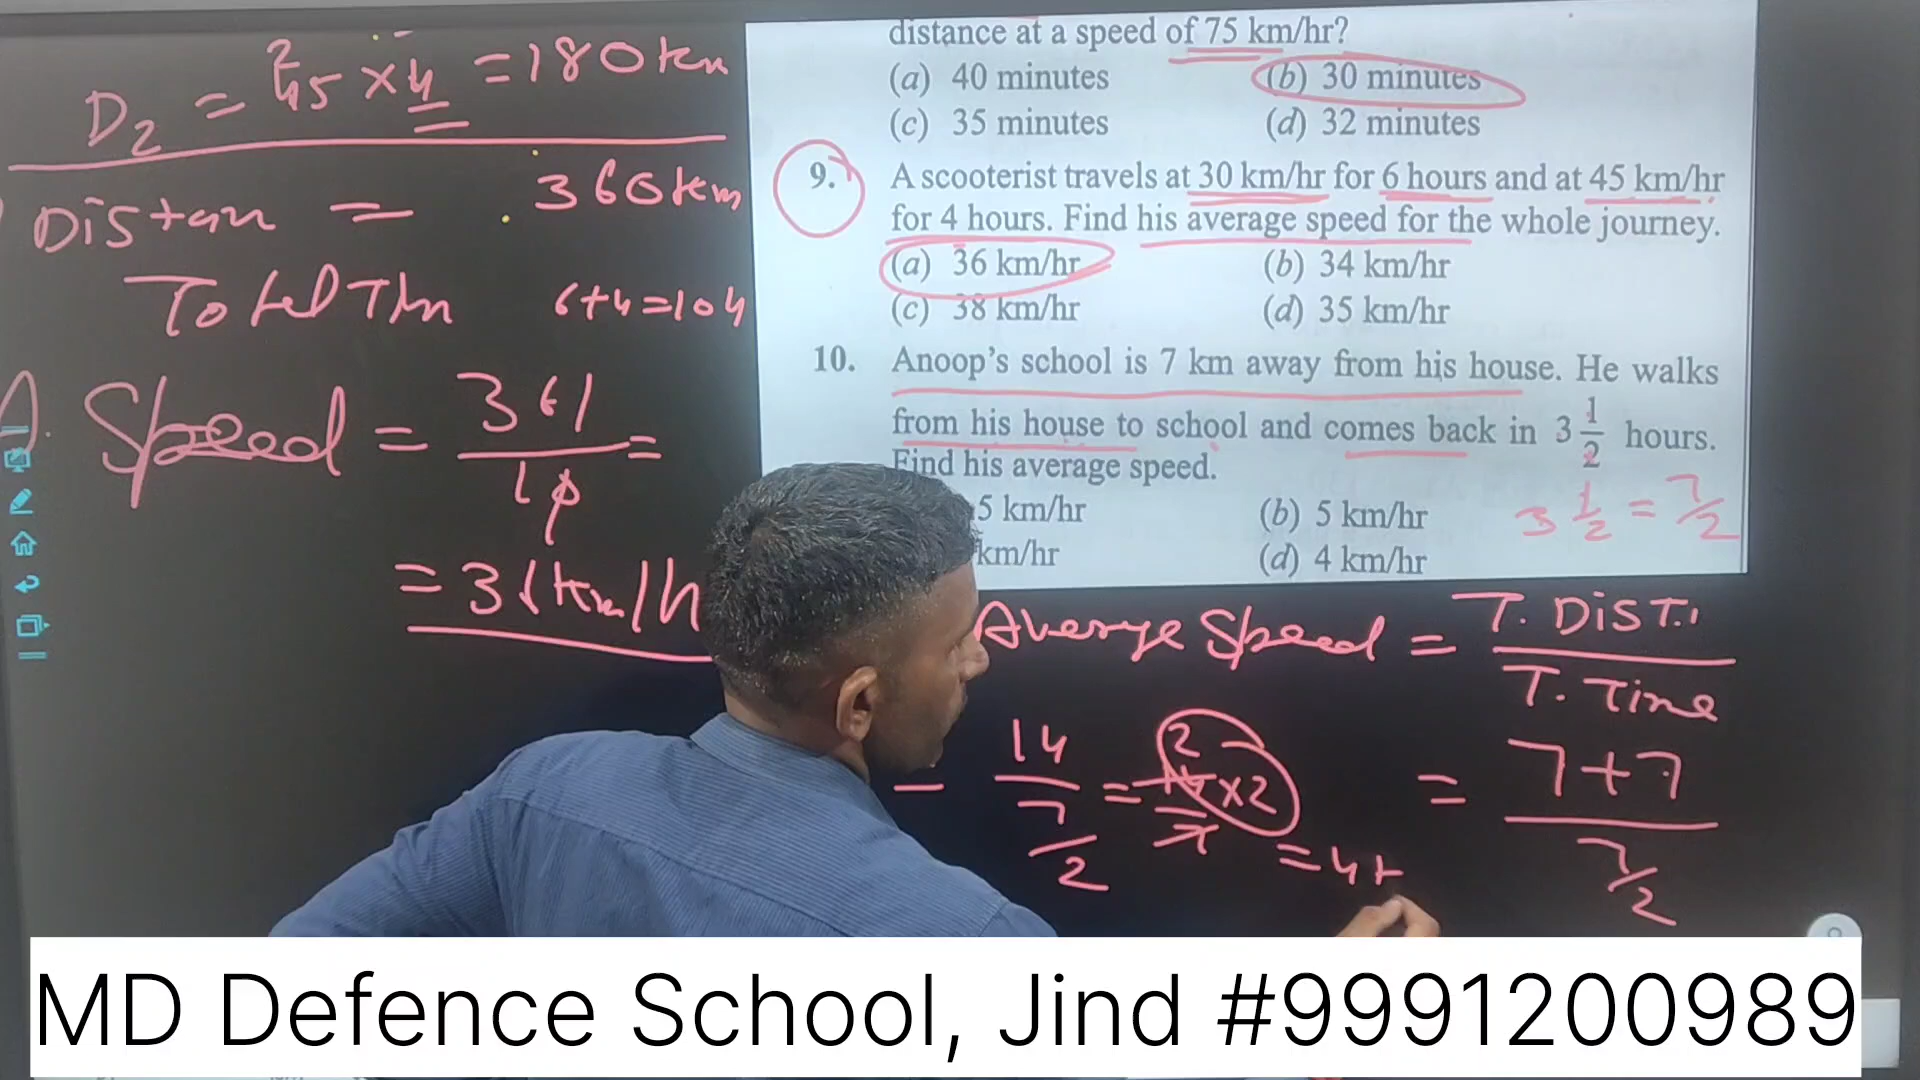 D2 = 45 × 4 = 180 km
Distan = 360 km
Total Tim 6+4=10 4
A. Speed = 36/ / 10 =
= 36 km/h
distance at a speed of 75 km/hr?
(a) 40 minutes (b) 30 minutes
(c) 35 minutes (d) 32 minutes
9. A scooterist travels at 30 km/hr for 6 hours and at 45 km/hr
for 4 hours. Find his average speed for the whole journey.
(a) 36 km/hr (b) 34 km/hr
(c) 38 km/hr (d) 35 km/hr
10. Anoop's school is 7 km away from his house. He walks
from his house to school and comes back in 3 1/2 hours.
Find his average speed.
5 km/hr (b) 5 km/hr
km/hr (d) 4 km/hr
3 1/2 = 7/2
Average Speed = T. DIST. / T. Time
= 7+7 / 7/2
14 / 7/2 = 14×2 / 7
2
= 4
MD Defence School, Jind #9991200989